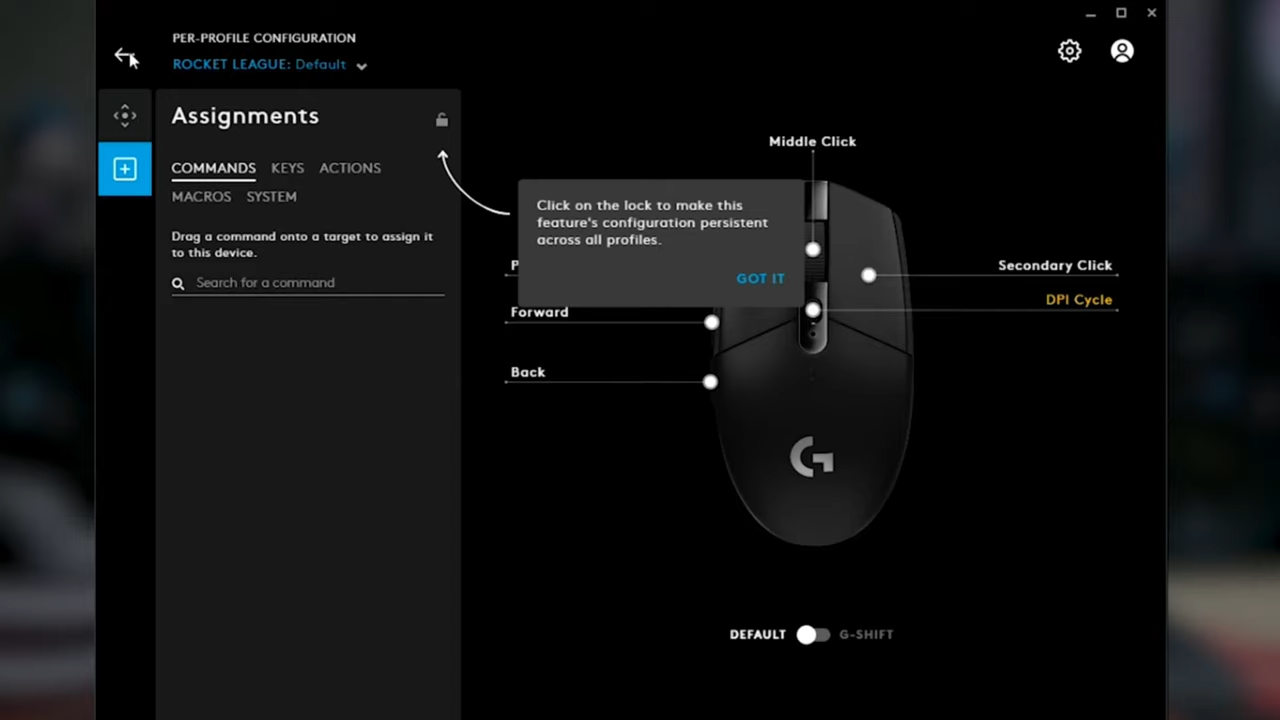 PER-PROFILE CONFIGURATION
ROCKET LEAGUE: Default
Assignments
COMMANDS KEYS ACTIONS
MACROS SYSTEM
Drag a command onto a target to assign it
to this device.
Search for a command
Middle Click
Click on the lock to make this
feature's configuration persistent
across all profiles.
GOT IT
P
Forward
Back
Secondary Click
DPI Cycle
G
DEFAULT G-SHIFT